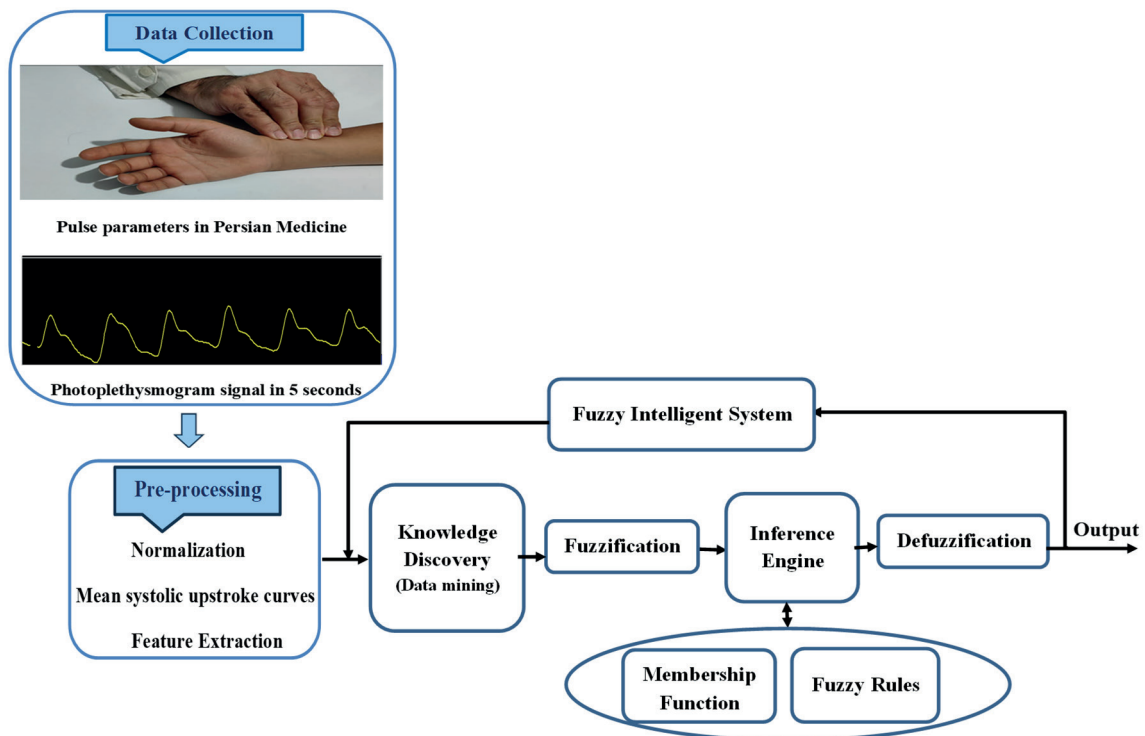 Data Collection
Pulse parameters in Persian Medicine
Photoplethysmogram signal in 5 seconds
Pre-processing
Normalization
Mean systolic upstroke curves
Feature Extraction
Fuzzy Intelligent System
Knowledge
Discovery
(Data mining)
Fuzzification
Inference
Engine
Defuzzification
Output
Membership
Function
Fuzzy Rules